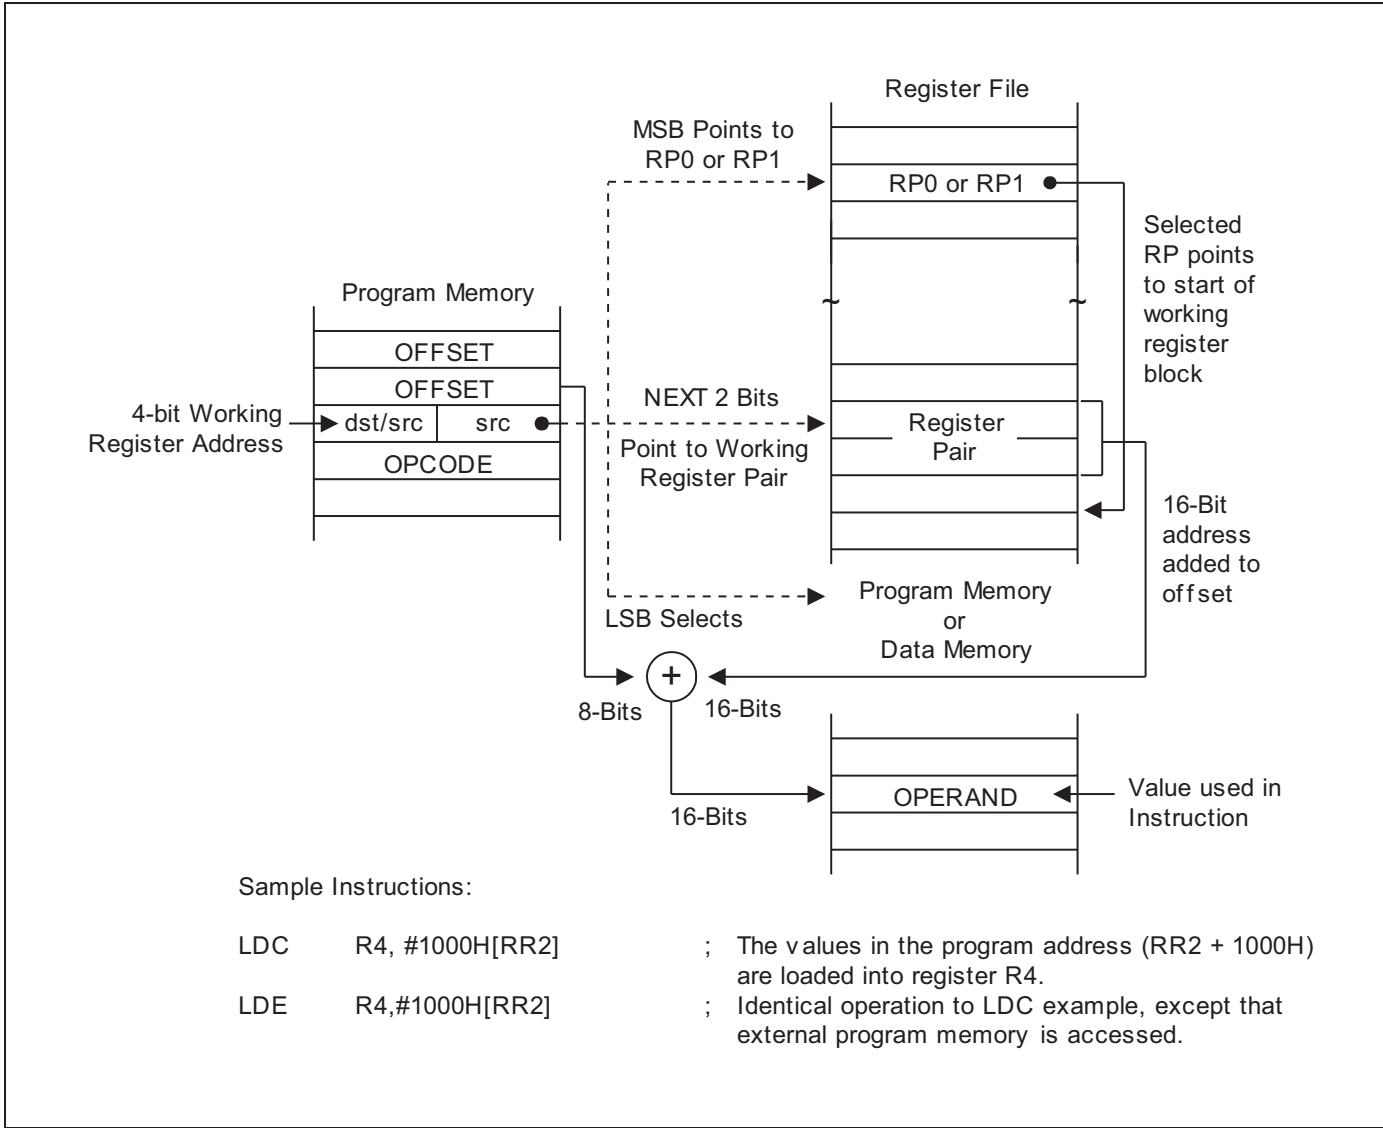 Register File
MSB Points to
RP0 or RP1
RP0 or RP1
Selected
RP points
to start of
working
register
block
Program Memory
OFFSET
OFFSET
4-bit Working
Register Address
dst/src
src
OPCODE
NEXT 2 Bits
Point to Working
Register Pair
Register
Pair
16-Bit
address
added to
offset
LSB Selects
Program Memory
or
Data Memory
+
8-Bits
16-Bits
16-Bits
OPERAND
Value used in
Instruction
Sample Instructions:
LDC R4, #1000H[RR2] ; The values in the program address (RR2 + 1000H)
are loaded into register R4.
LDE R4,#1000H[RR2] ; Identical operation to LDC example, except that
external program memory is accessed.